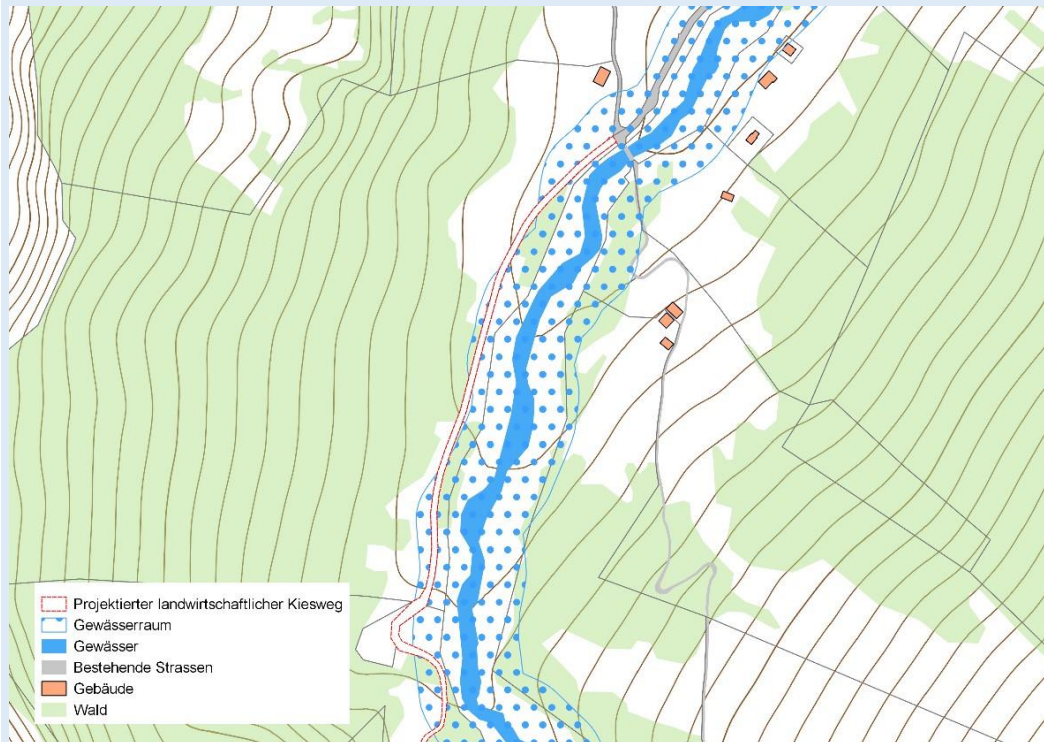 Projektierter landwirtschaftlicher Kiesweg
Gewässerraum
Gewässer
Bestehende Strassen
Gebäude
Wald